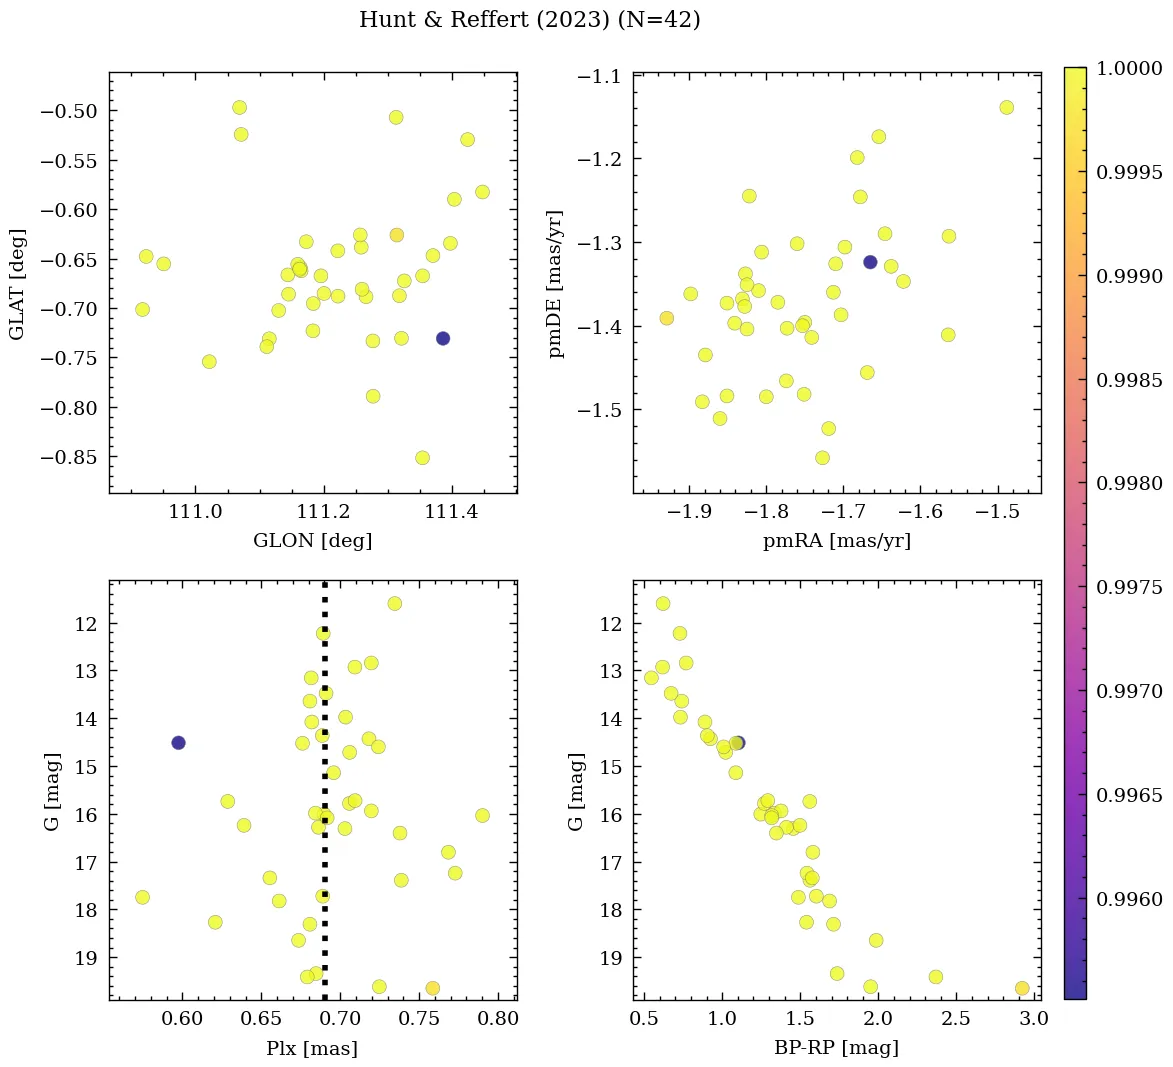 Hunt & Reffert (2023) (N=42)
−0.50
−0.55
−0.60
−0.65
−0.70
−0.75
−0.80
−0.85
GLAT [deg]
111.0 111.2 111.4
GLON [deg]
−1.1
−1.2
−1.3
−1.4
−1.5
pmDE [mas/yr]
−1.9 −1.8 −1.7 −1.6 −1.5
pmRA [mas/yr]
12
13
14
15
16
17
18
19
G [mag]
0.60 0.65 0.70 0.75 0.80
Plx [mas]
12
13
14
15
16
17
18
19
G [mag]
0.5 1.0 1.5 2.0 2.5 3.0
BP-RP [mag]
1.0000
0.9995
0.9990
0.9985
0.9980
0.9975
0.9970
0.9965
0.9960